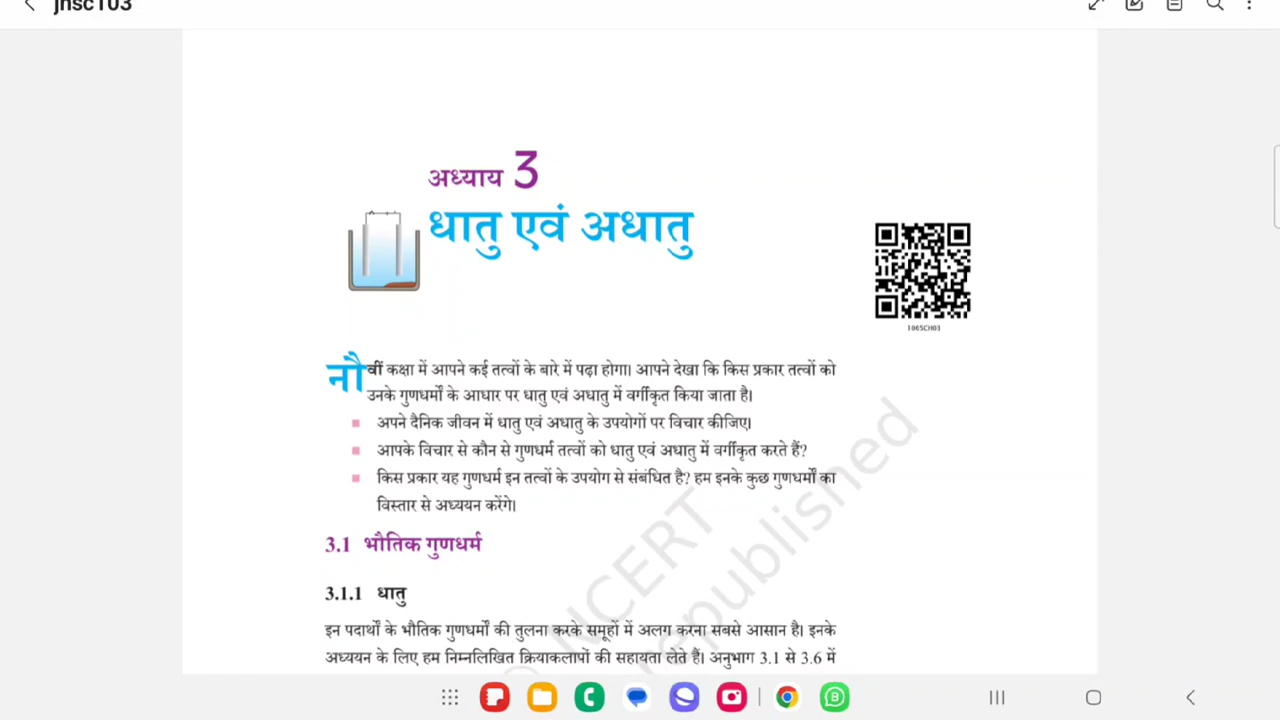 jhsc103
अध्याय 3
धातु एवं अधातु
1065CH03
नौवीं कक्षा में आपने कई तत्वों के बारे में पढ़ा होगा। आपने देखा कि किस प्रकार तत्वों को
उनके गुणधर्मों के आधार पर धातु एवं अधातु में वर्गीकृत किया जाता है।
■ अपने दैनिक जीवन में धातु एवं अधातु के उपयोगों पर विचार कीजिए।
■ आपके विचार से कौन से गुणधर्म तत्वों को धातु एवं अधातु में वर्गीकृत करते हैं?
■ किस प्रकार यह गुणधर्म इन तत्वों के उपयोग से संबंधित है? हम इनके कुछ गुणधर्मों का
विस्तार से अध्ययन करेंगे।
3.1 भौतिक गुणधर्म
3.1.1 धातु
इन पदार्थों के भौतिक गुणधर्मों की तुलना करके समूहों में अलग करना सबसे आसान है। इनके
अध्ययन के लिए हम निम्नलिखित क्रियाकलापों की सहायता लेते हैं। अनुभाग 3.1 से 3.6 में
© NCERT
republished